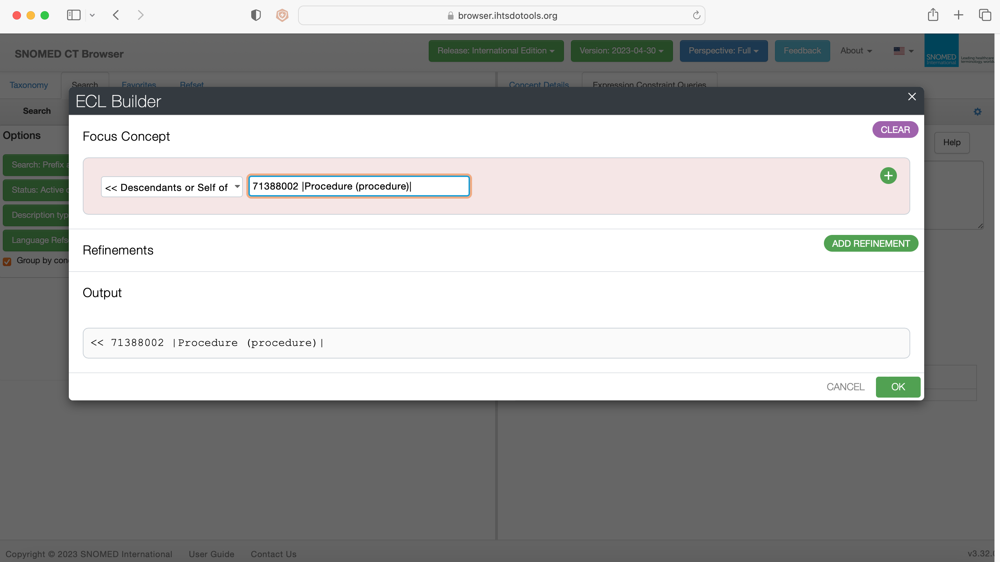 browser.ihtsdotools.org
SNOMED CT Browser
Release: International Edition
Version: 2023-04-30
Perspective: Full
Feedback
About
SNOMED
International
Leading healthcare
Taxonomy
Search
Favorites
Refset
Concept Details
Expression Constraint Queries
ECL Builder
Search
Focus Concept
CLEAR
Options
Help
Search: Prefix
<< Descendants or Self of
71388002 |Procedure (procedure)|
Status: Active
Description typ
Language Refs
Refinements
ADD REFINEMENT
Group by con
Output
<< 71388002 |Procedure (procedure)|
CANCEL
OK
Copyright © 2023 SNOMED International
User Guide
Contact Us
v3.32.